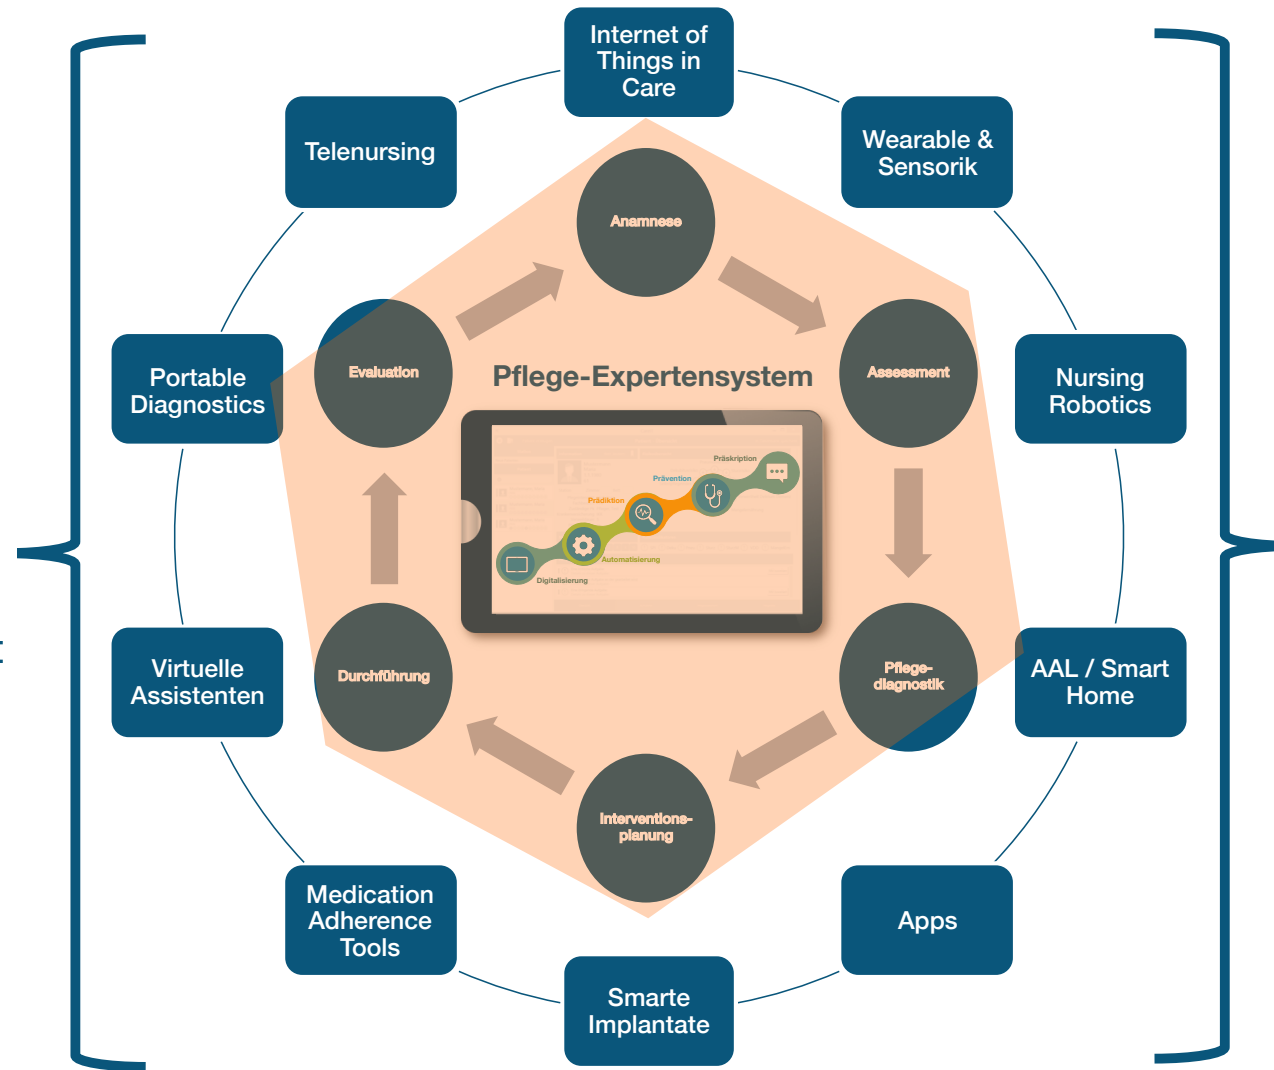 Internet of
Things in
Care
Telenursing
Wearable &
Sensorik
Anamnese
Evaluation
Pflege-Expertensystem
Assessment
Portable
Diagnostics
Nursing
Robotics
Präskription
Prävention
Prädiktion
Automatisierung
Digitalisierung
Virtuelle
Assistenten
Durchführung
Pflege-
diagnostik
AAL / Smart
Home
Interventions-
planung
Medication
Adherence
Tools
Apps
Smarte
Implantate